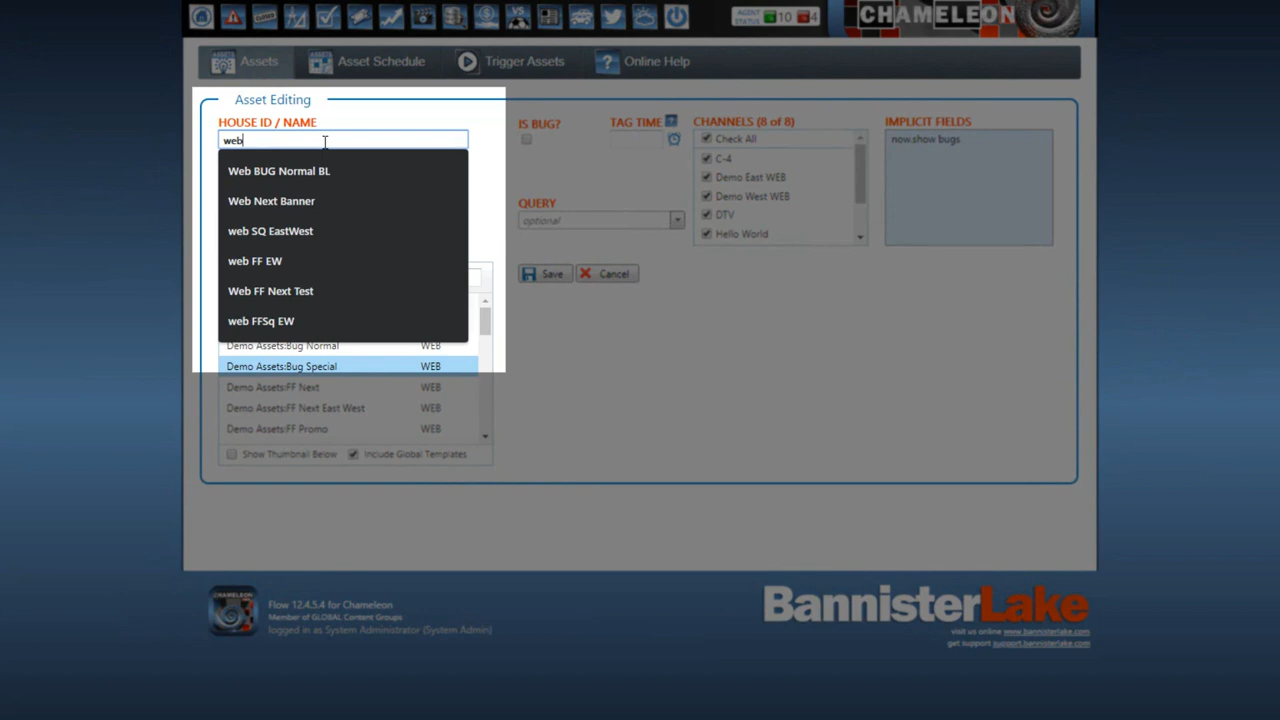 CLOSED
VS
AGENT STATUS 10 4
CHAMELEON
ASSETS Assets Asset Schedule Trigger Assets Online Help
Asset Editing
HOUSE ID / NAME
web
Web BUG Normal BL
Web Next Banner
web SQ EastWest
web FF EW
Web FF Next Test
web FFSq EW
Demo Assets:Bug Normal WEB
Demo Assets:Bug Special WEB
Demo Assets:FF Next WEB
Demo Assets:FF Next East West WEB
Demo Assets:FF Promo WEB
Show Thumbnail Below Include Global Templates
IS BUG?
TAG TIME ?
QUERY
optional
Save Cancel
CHANNELS (8 of 8)
Check All
C-4
Demo East WEB
Demo West WEB
DTV
Hello World
IMPLICIT FIELDS
now.show bugs
CHAMELEON
Flow 12.4.5.4 for Chameleon
Member of GLOBAL Content Groups
logged in as System Administrator (System Admin)
BannisterLake
visit us online www.bannisterlake.com
get support support.bannisterlake.com